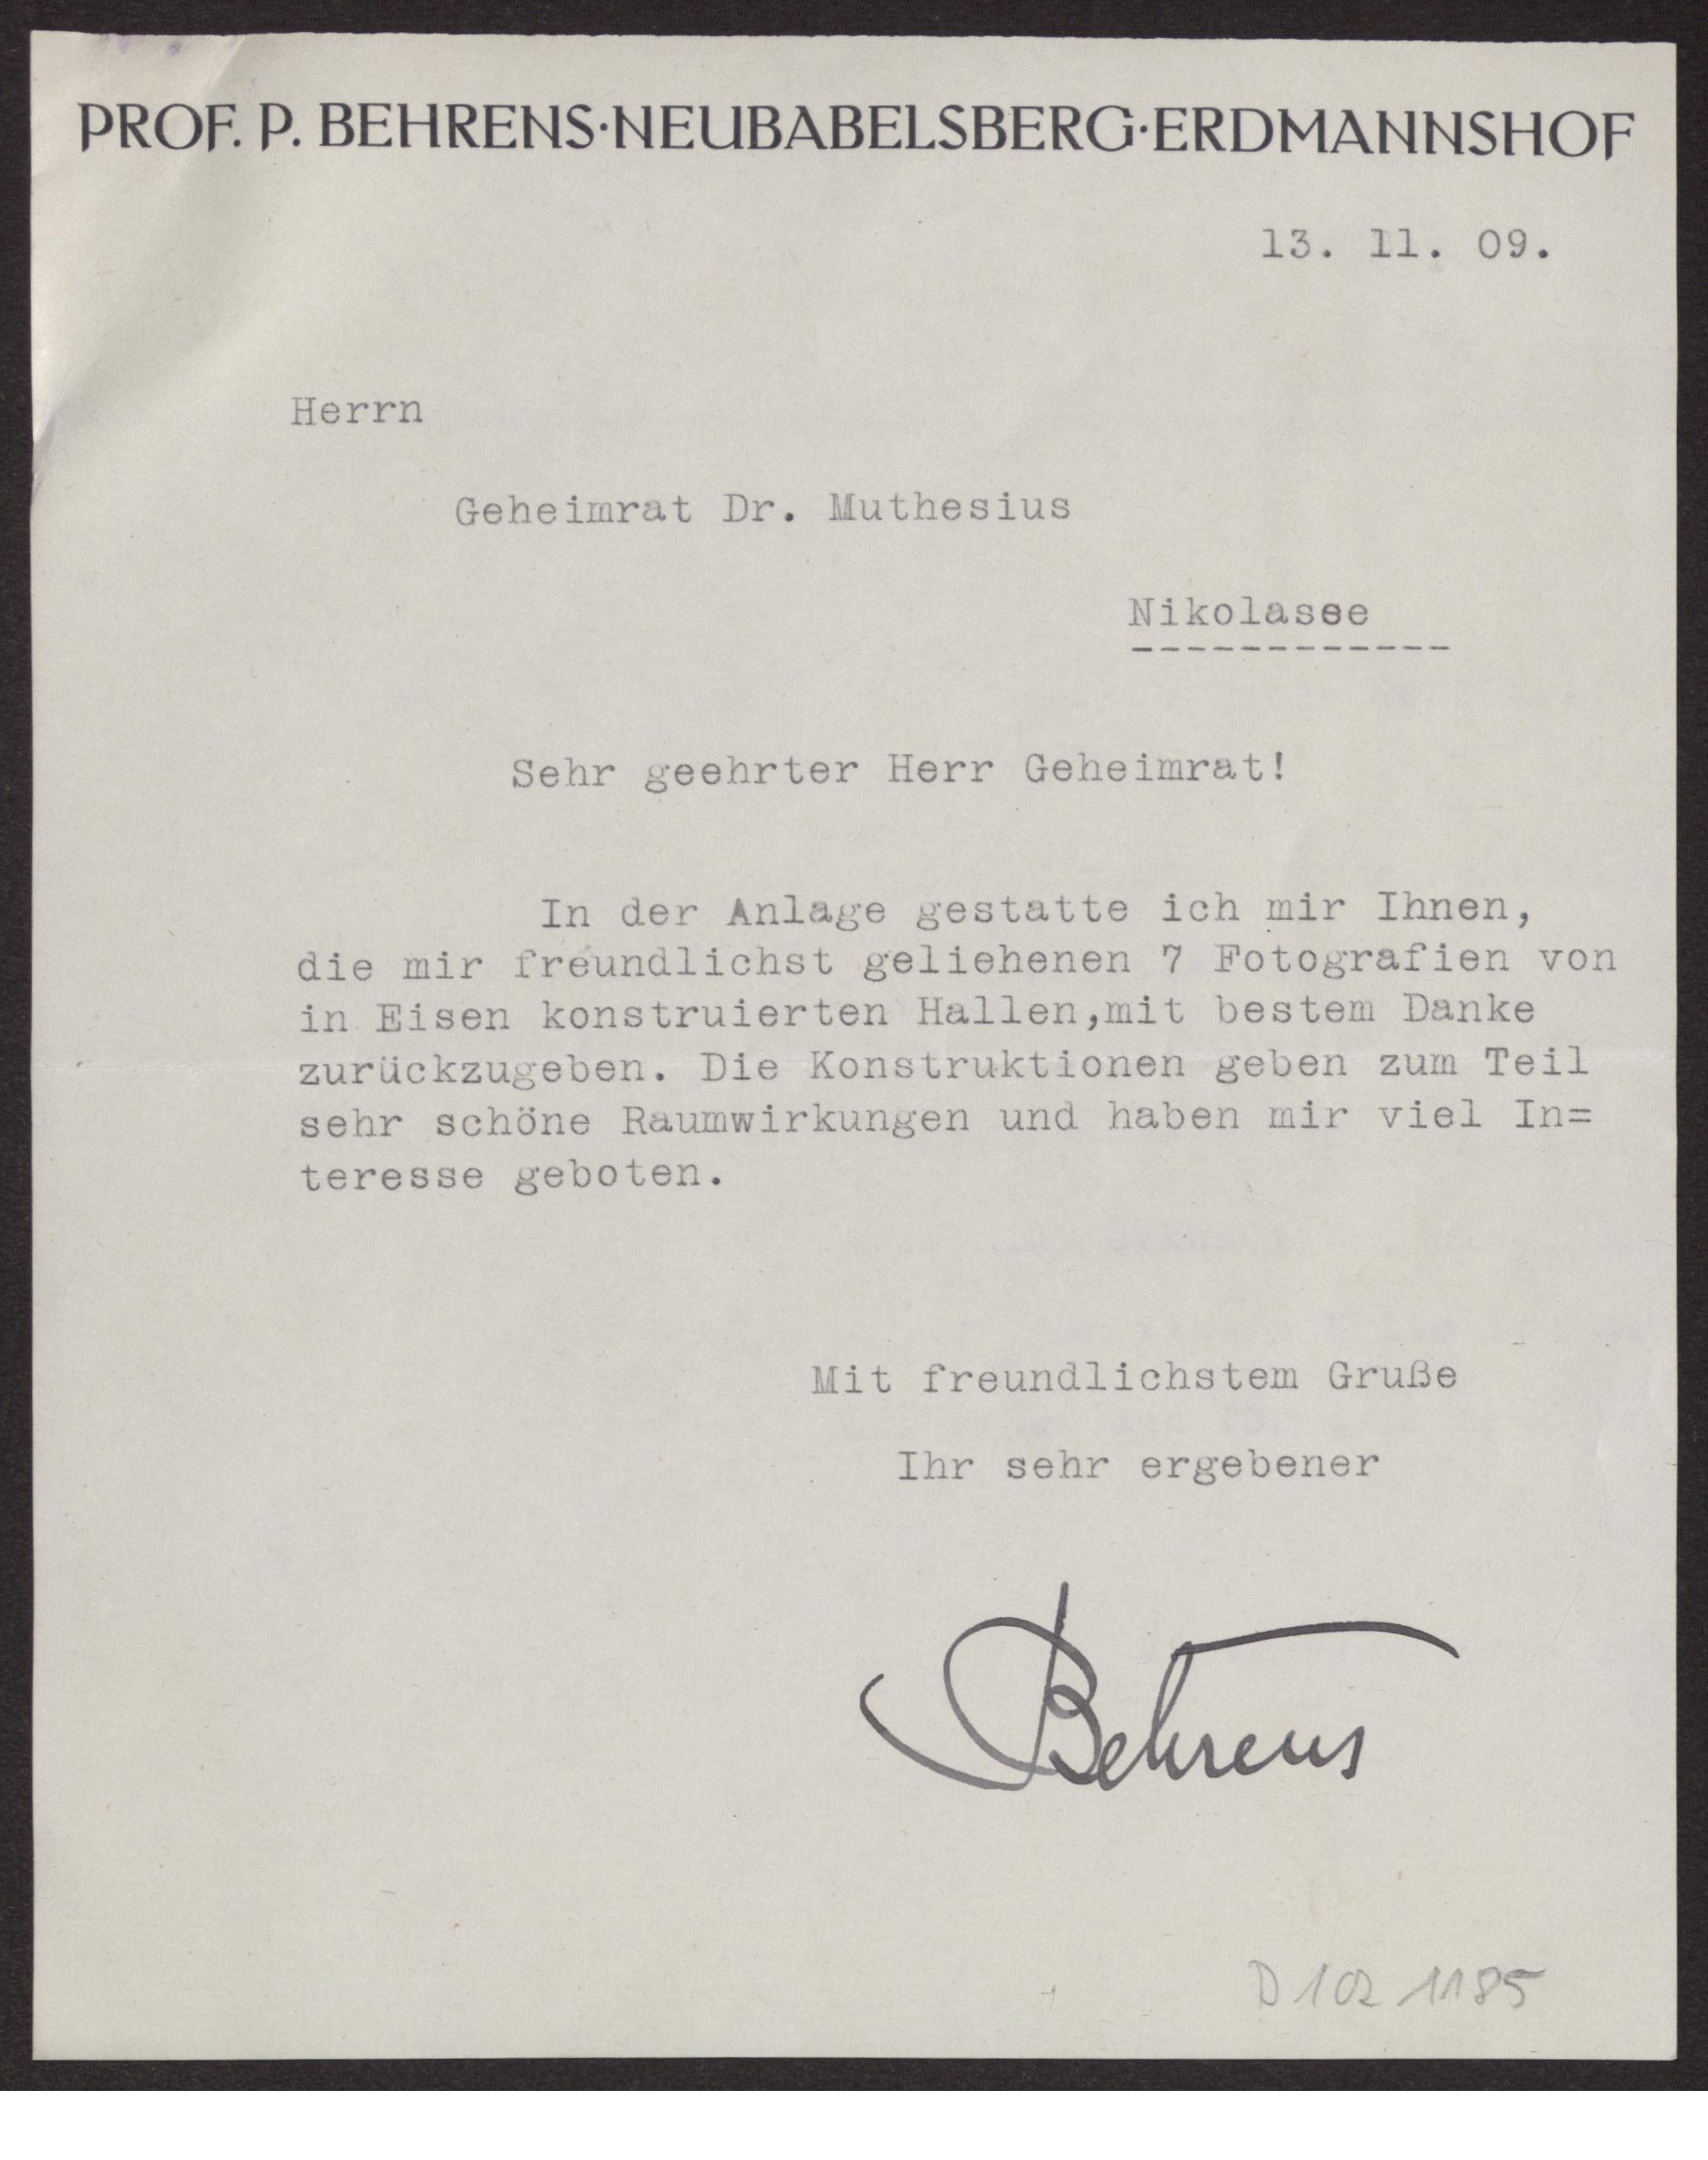 PROF. P. BEHRENS·NEUBABELSBERG·ERDMANNSHOF
13. 11. 09.
Herrn
Geheimrat Dr. Muthesius
Nikolasee
------------
Sehr geehrter Herr Geheimrat!
In der Anlage gestatte ich mir Ihnen,
die mir freundlichst geliehenen 7 Fotografien von
in Eisen konstruierten Hallen,mit bestem Danke
zurückzugeben. Die Konstruktionen geben zum Teil
sehr schöne Raumwirkungen und haben mir viel In=
teresse geboten.
Mit freundlichstem Gruße
Ihr sehr ergebener
Behrens
D 102 1185